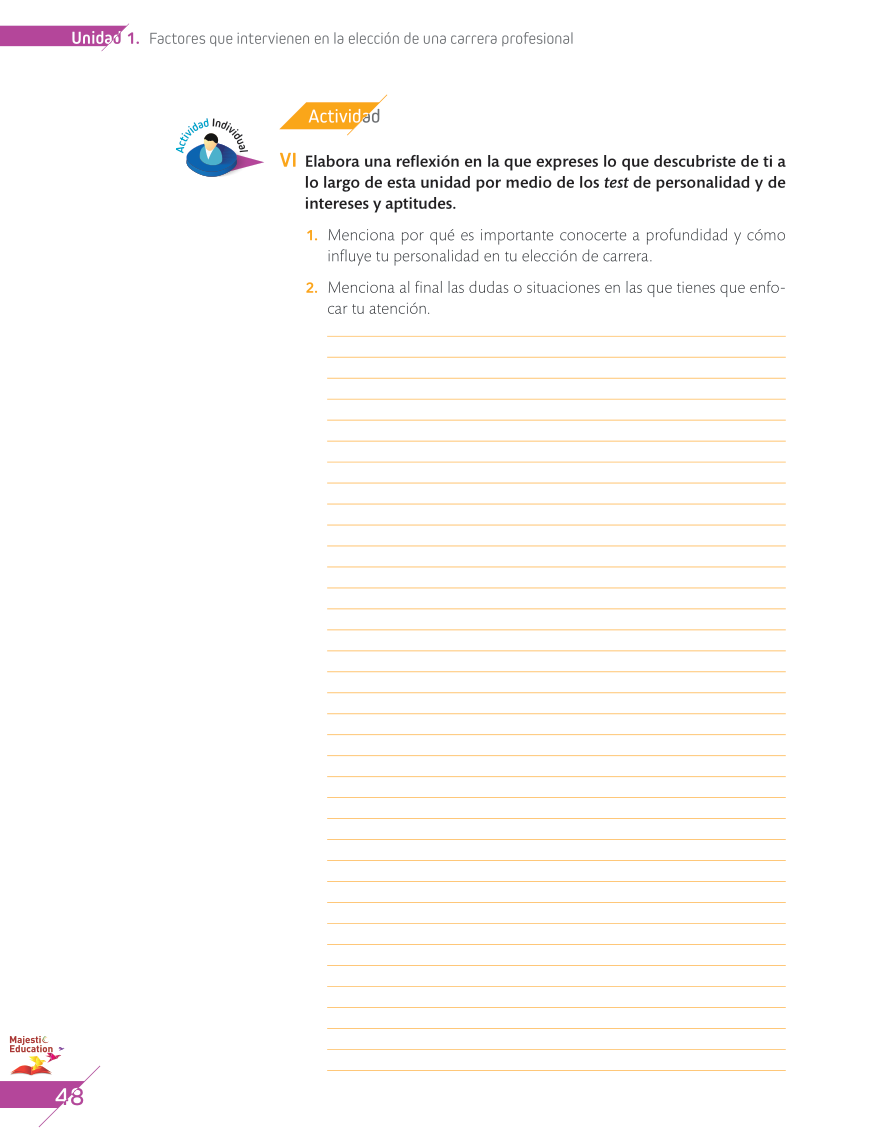 Unidad 1. Factores que intervienen en la elección de una carrera profesional
Actividad
Actividad Individual
VI Elabora una reflexión en la que expreses lo que descubriste de ti a
lo largo de esta unidad por medio de los test de personalidad y de
intereses y aptitudes.
1. Menciona por qué es importante conocerte a profundidad y cómo
influye tu personalidad en tu elección de carrera.
2. Menciona al final las dudas o situaciones en las que tienes que enfo-
car tu atención.
Majestic
Education
48